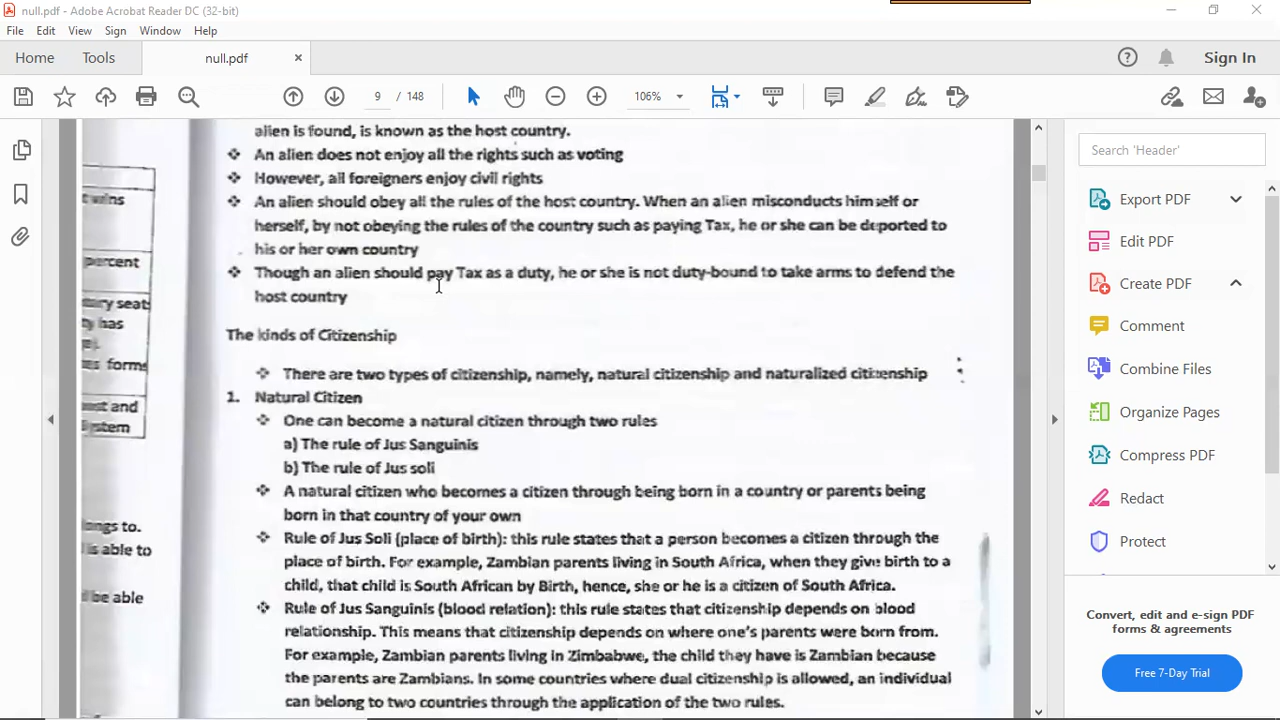 null.pdf - Adobe Acrobat Reader DC (32-bit)
File Edit View Sign Window Help
Home Tools null.pdf × Sign In
9 / 148 106%
alien is found, is known as the host country.
❖ An alien does not enjoy all the rights such as voting
❖ However, all foreigners enjoy civil rights
❖ An alien should obey all the rules of the host country. When an alien misconducts himself or
herself, by not obeying the rules of the country such as paying Tax, he or she can be deported to
his or her own country
❖ Though an alien should pay Tax as a duty, he or she is not duty-bound to take arms to defend the
host country
The kinds of Citizenship
❖ There are two types of citizenship, namely, natural citizenship and naturalized citizenship
1. Natural Citizen
❖ One can become a natural citizen through two rules
a) The rule of Jus Sanguinis
b) The rule of Jus soli
❖ A natural citizen who becomes a citizen through being born in a country or parents being
born in that country of your own
❖ Rule of Jus Soli (place of birth): this rule states that a person becomes a citizen through the
place of birth. For example, Zambian parents living in South Africa, when they give birth to a
child, that child is South African by Birth, hence, she or he is a citizen of South Africa.
❖ Rule of Jus Sanguinis (blood relation): this rule states that citizenship depends on blood
relationship. This means that citizenship depends on where one's parents were born from.
For example, Zambian parents living in Zimbabwe, the child they have is Zambian because
the parents are Zambians. In some countries where dual citizenship is allowed, an individual
can belong to two countries through the application of the two rules.
t wins
percent
seats
has
forms
and
system
to.
is able to
be able
Search 'Header'
Export PDF
Edit PDF
Create PDF
Comment
Combine Files
Organize Pages
Compress PDF
Redact
Protect
Convert, edit and e-sign PDF
forms & agreements
Free 7-Day Trial